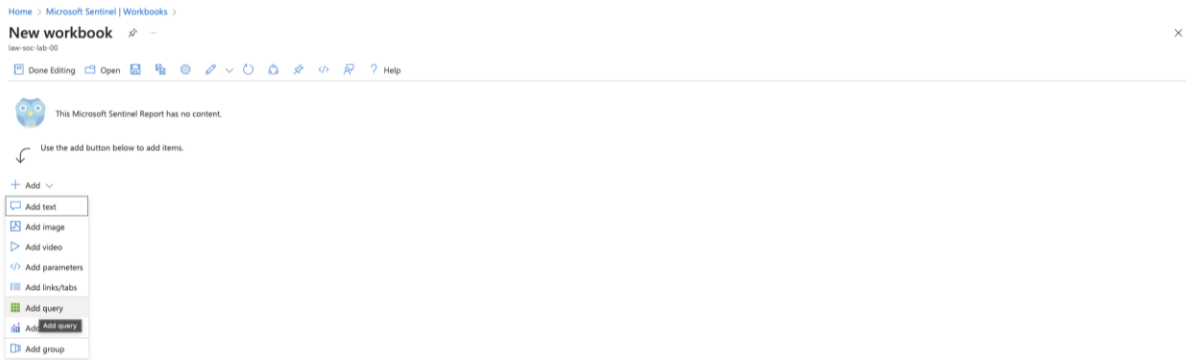 Home > Microsoft Sentinel | Workbooks >
New workbook
law-soc-lab-00
Done Editing Open Help
This Microsoft Sentinel Report has no content.
Use the add button below to add items.
Add
Add text
Add image
Add video
Add parameters
Add links/tabs
Add query
Add Add query
Add group